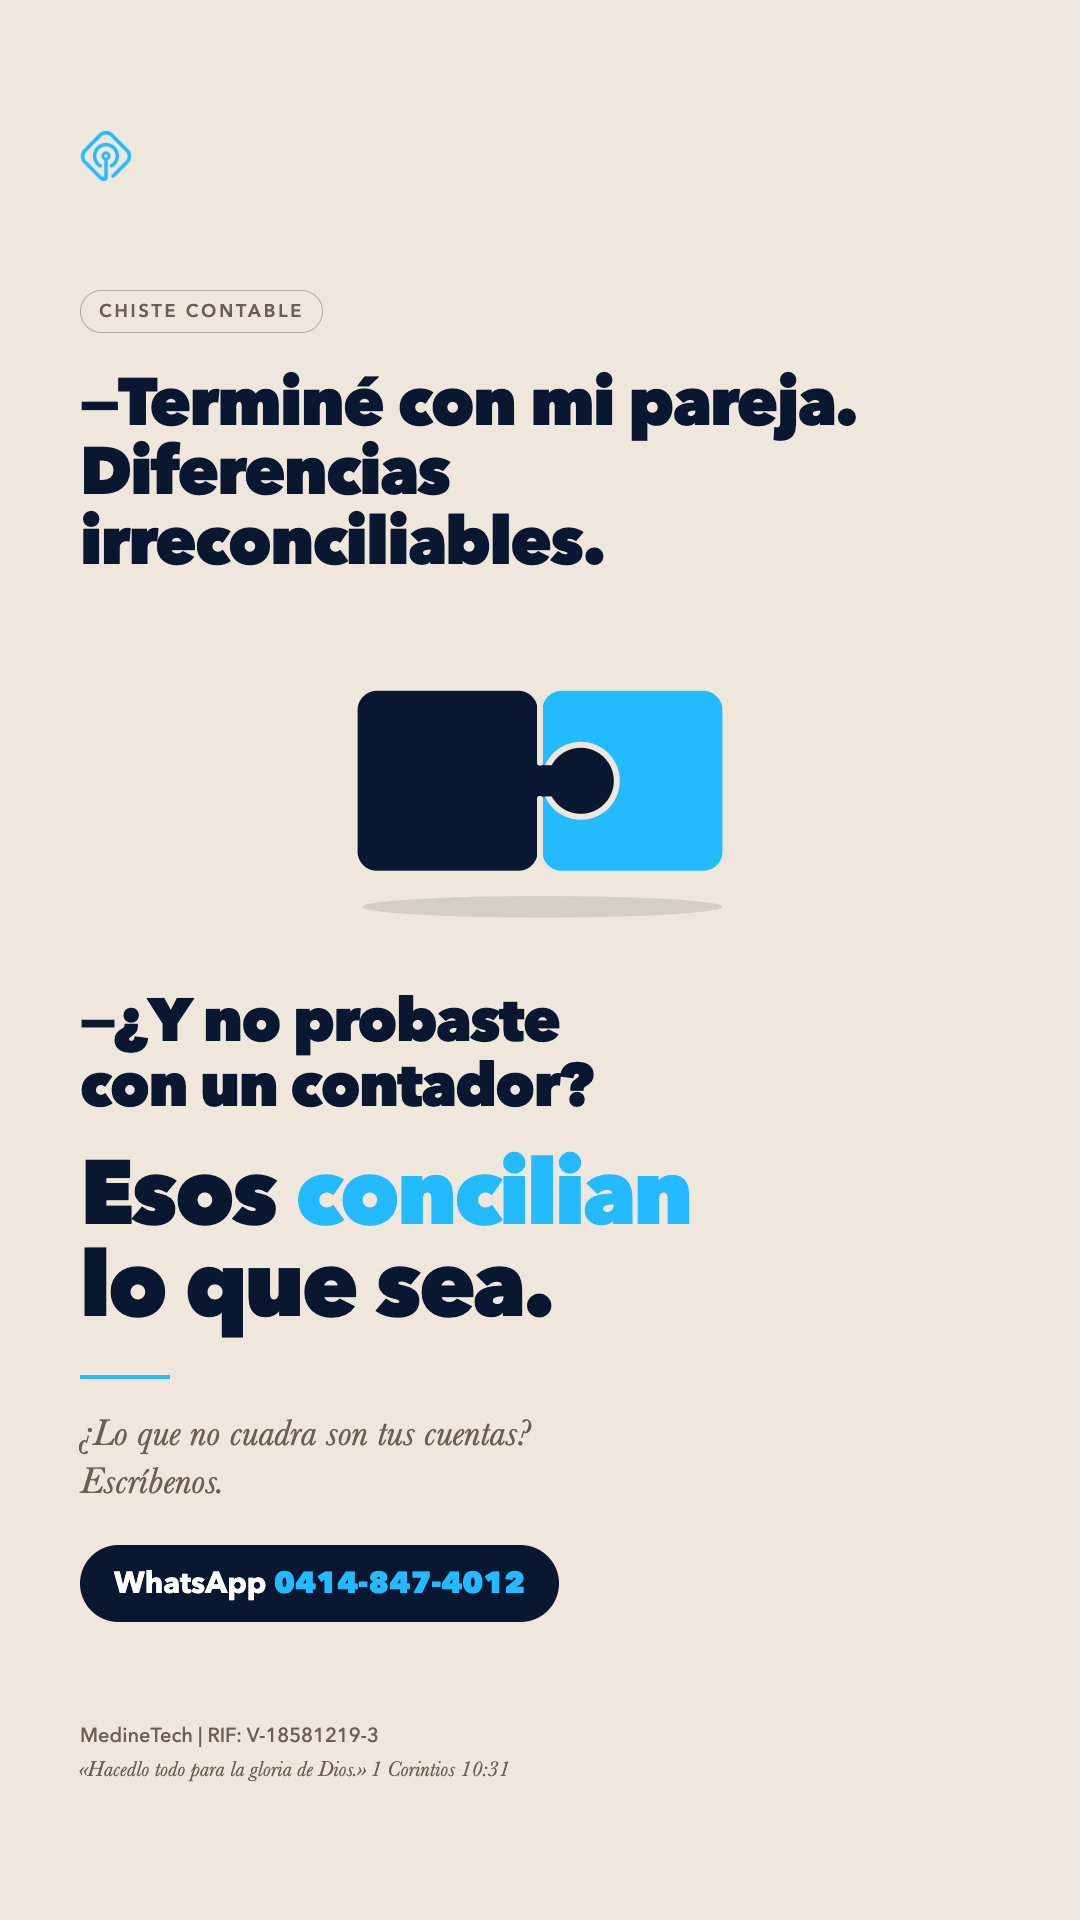 CHISTE CONTABLE
—Terminé con mi pareja.
Diferencias
irreconciliables.
—¿Y no probaste
con un contador?
Esos concilian
lo que sea.
¿Lo que no cuadra son tus cuentas?
Escríbenos.
WhatsApp 0414-847-4012
MedineTech | RIF: V-18581219-3
«Hacedlo todo para la gloria de Dios.» 1 Corintios 10:31